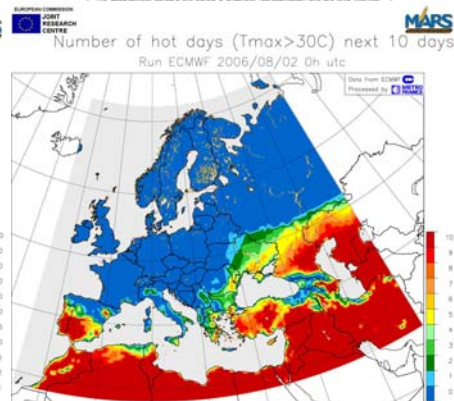 EUROPEAN COMMISSION
JOINT
RESEARCH
CENTRE
MARS
Number of hot days (Tmax>30C) next 10 days
Run ECMWF 2006/08/02 0h utc
Data from ECMWF
Processed by METEO FRANCE
10
9
8
7
6
5
4
3
2
1
0